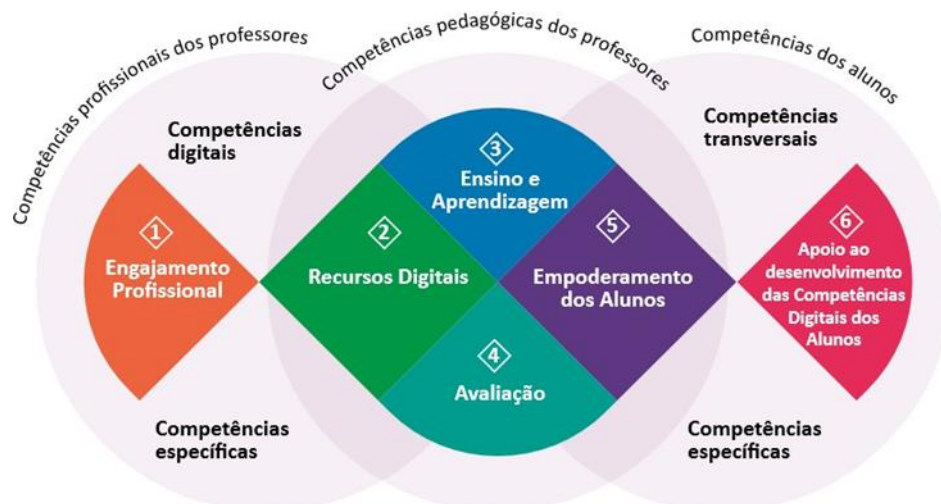 Competências profissionais dos professores
Competências pedagógicas dos professores
Competências dos alunos
Competências
digitais
Competências
transversais
1
Engajamento
Profissional
2
Recursos Digitais
3
Ensino e
Aprendizagem
4
Avaliação
5
Empoderamento
dos Alunos
6
Apoio ao
desenvolvimento
das Competências
Digitais dos
Alunos
Competências
específicas
Competências
específicas